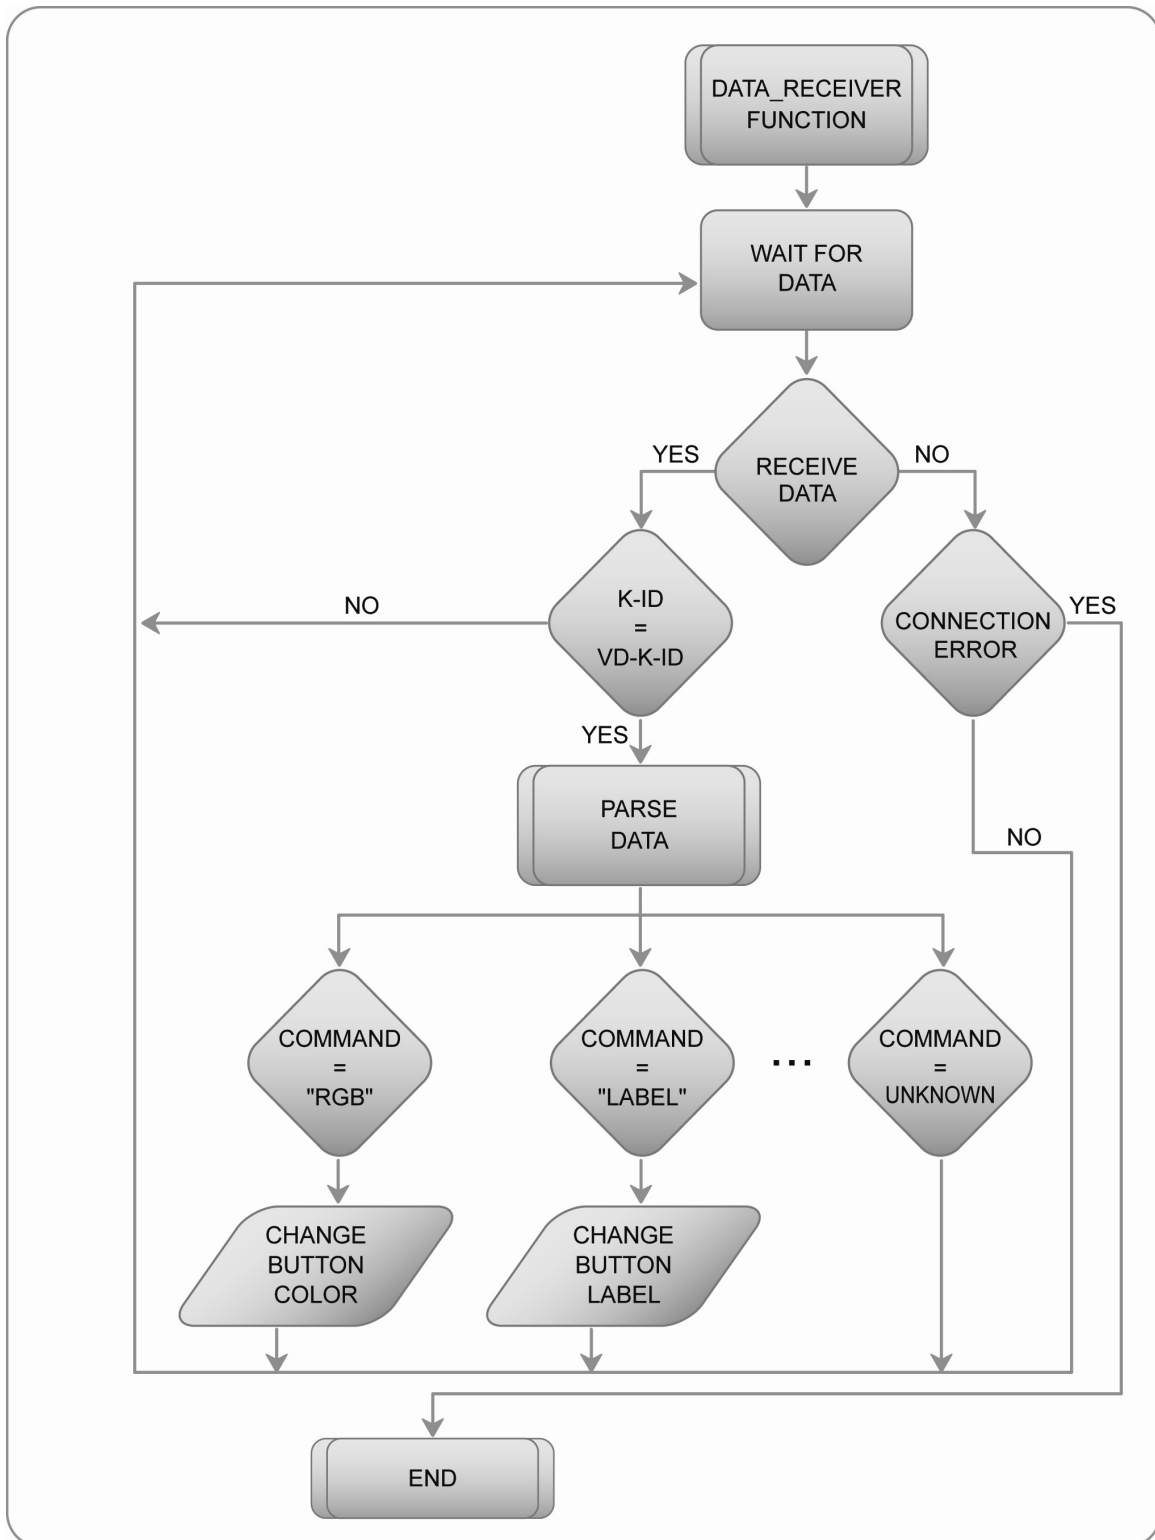 DATA_RECEIVER
FUNCTION
WAIT FOR
DATA
YES
NO
RECEIVE
DATA
K-ID
=
VD-K-ID
NO
CONNECTION
ERROR
YES
YES
PARSE
DATA
NO
COMMAND
=
"RGB"
COMMAND
=
"LABEL"
...
COMMAND
=
UNKNOWN
CHANGE
BUTTON
COLOR
CHANGE
BUTTON
LABEL
END